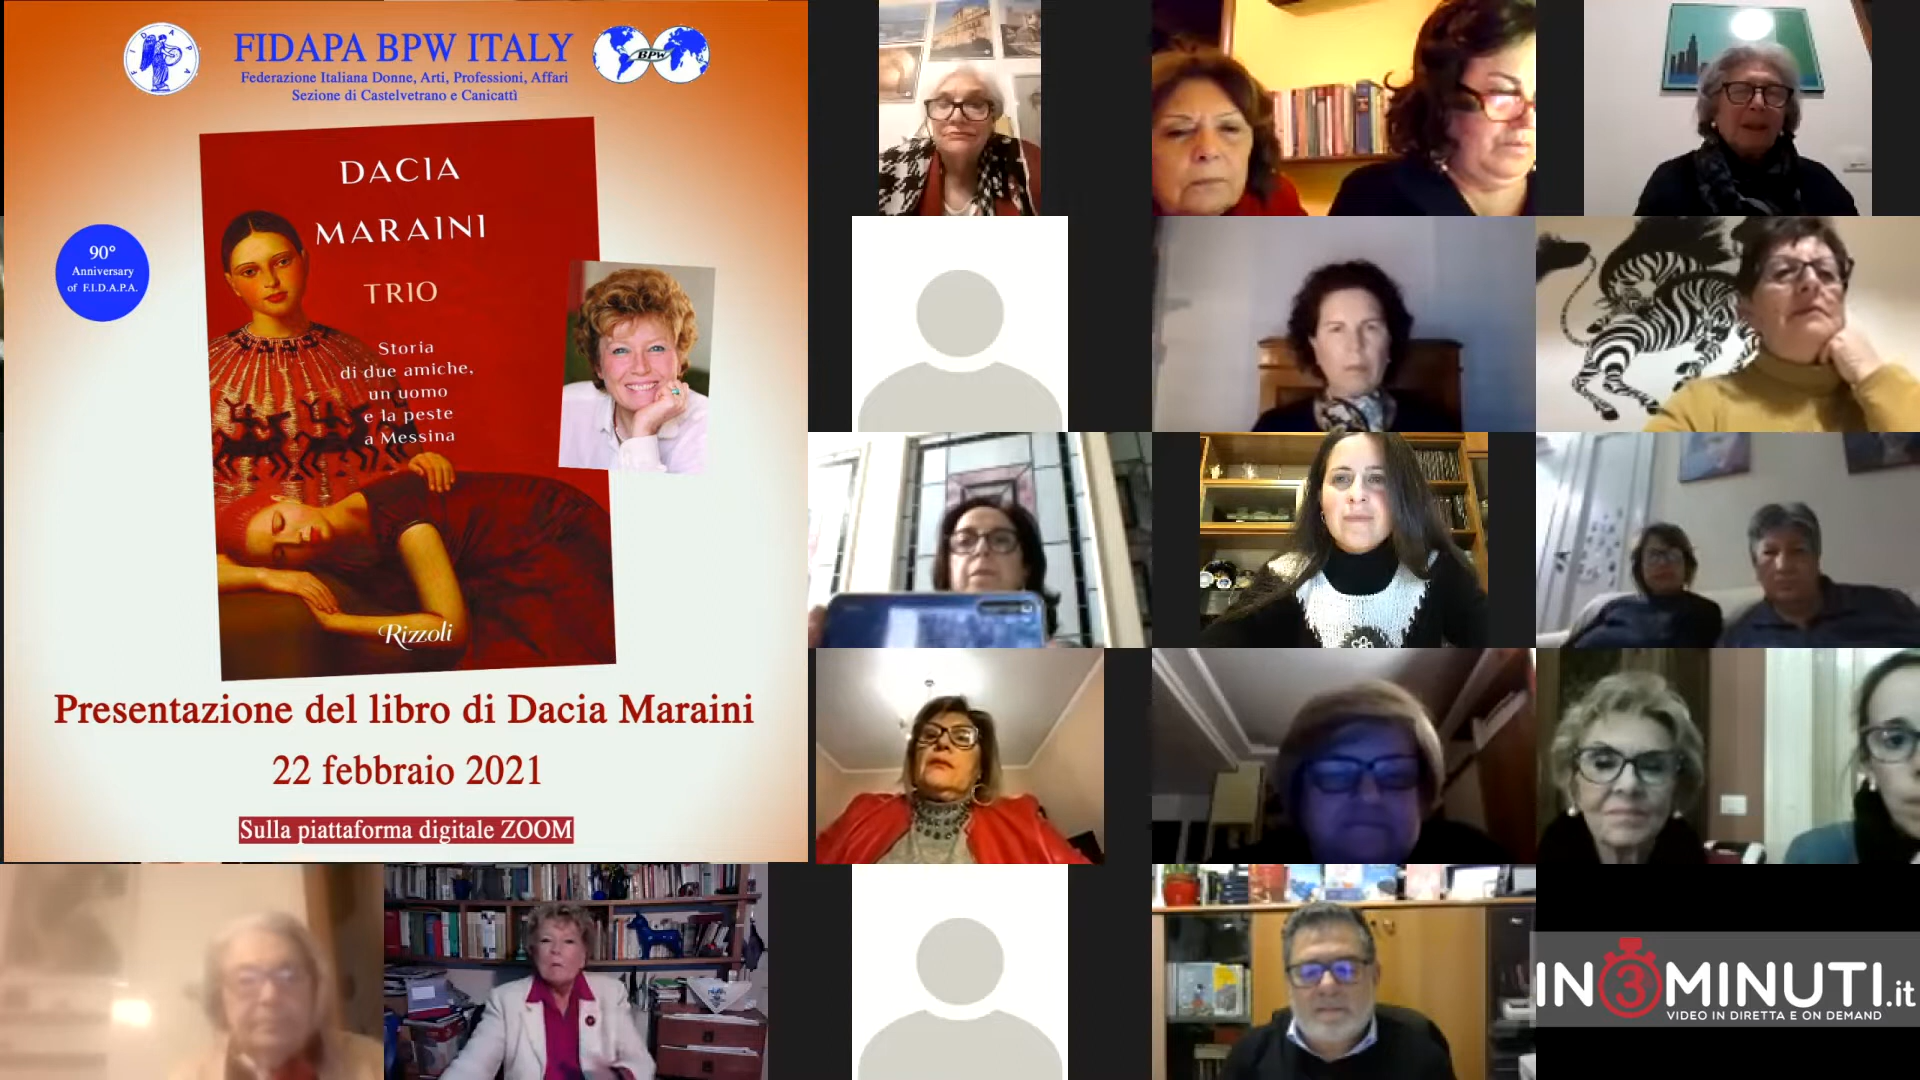 FIDAPA BPW ITALY
Federazione Italiana Donne, Arti, Professioni, Affari
Sezione di Castelvetrano e Canicattì
BPW
DACIA
MARAINI
TRIO
Storia
di due amiche,
un uomo
e la peste
a Messina
Rizzoli
90°
Anniversary
of F.I.D.A.P.A.
Presentazione del libro di Dacia Maraini
22 febbraio 2021
Sulla piattaforma digitale ZOOM
IN3MINUTI.it
VIDEO IN DIRETTA E ON DEMAND